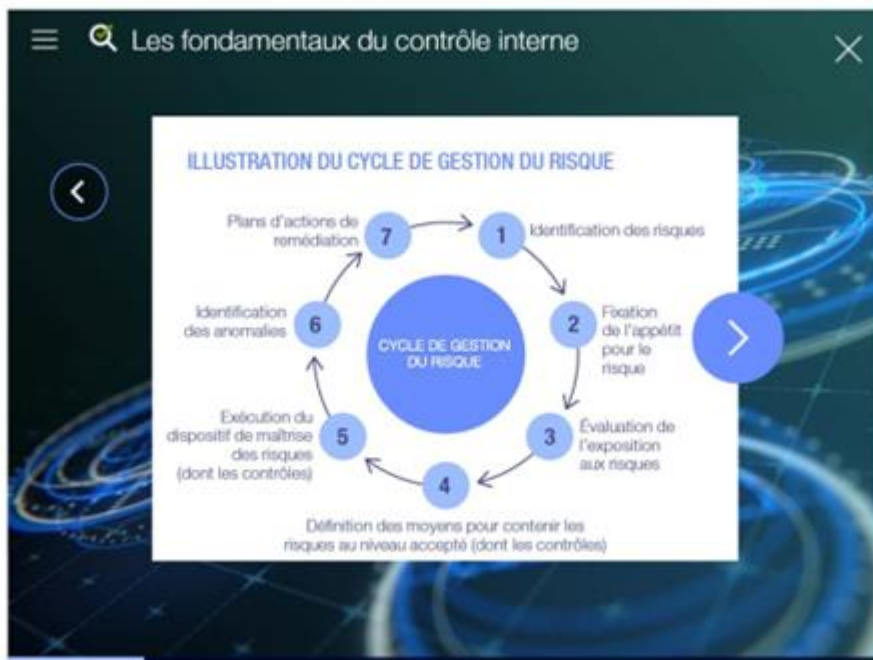 Les fondamentaux du contrôle interne
ILLUSTRATION DU CYCLE DE GESTION DU RISQUE
CYCLE DE GESTION
DU RISQUE
1
Identification des risques
2
Fixation
de l'appétit
pour le
risque
3
Évaluation de
l'exposition
aux risques
4
Définition des moyens pour contenir les
risques au niveau accepté (dont les contrôles)
5
Exécution du
dispositif de maîtrise
des risques
(dont les contrôles)
6
Identification
des anomalies
7
Plans d'actions de
remédiation